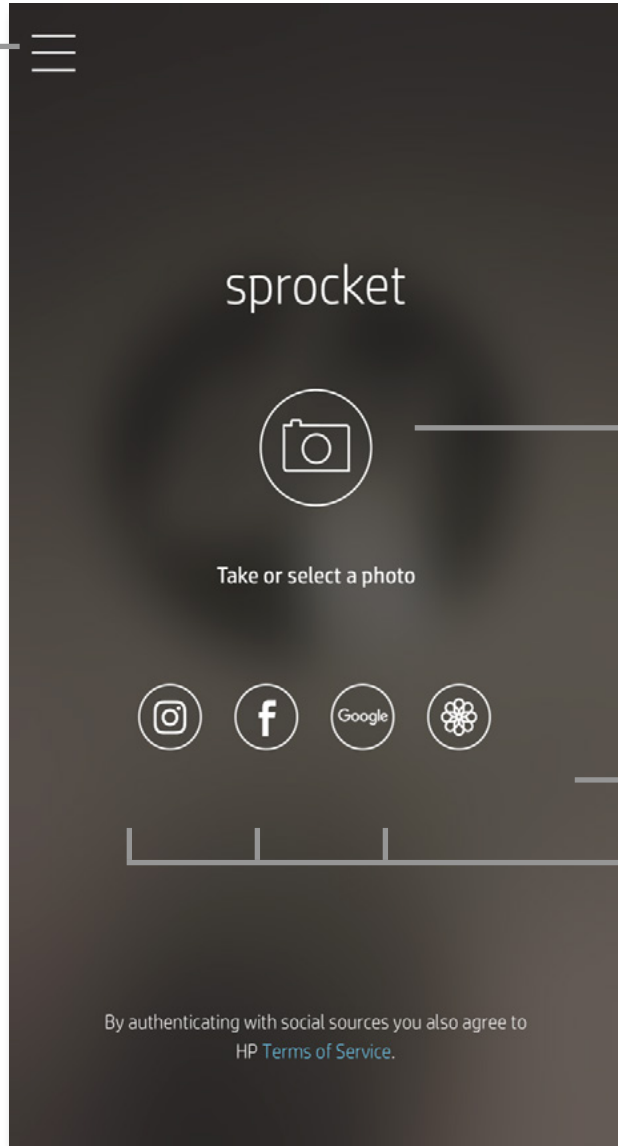 sprocket
Take or select a photo
f
Google
By authenticating with social sources you also agree to
HP Terms of Service.